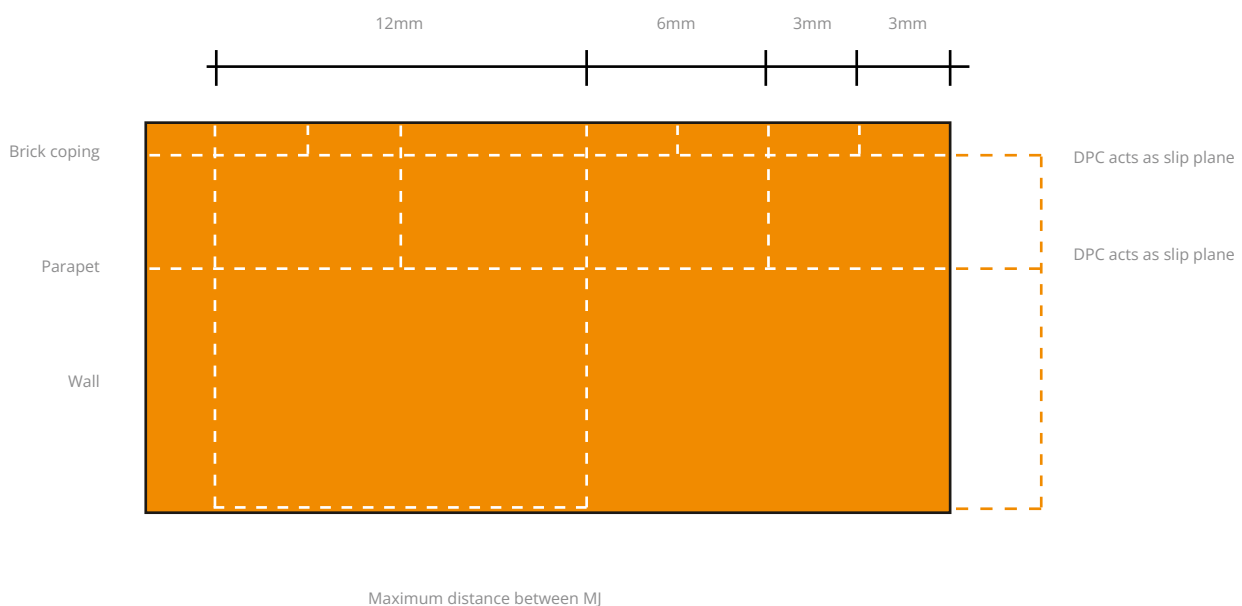 12mm
6mm
3mm
3mm
Brick coping
DPC acts as slip plane
Parapet
DPC acts as slip plane
Wall
Maximum distance between MJ